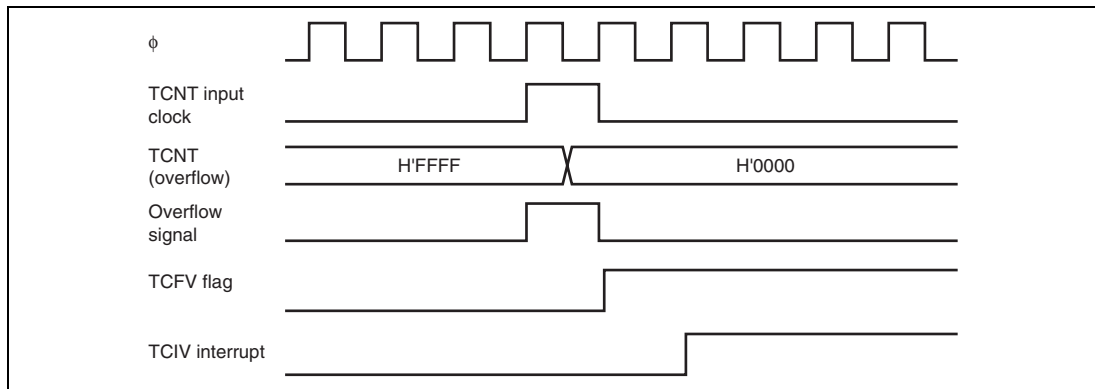 ϕ
TCNT input
clock
TCNT
(overflow)
H'FFFF
H'0000
Overflow
signal
TCFV flag
TCIV interrupt